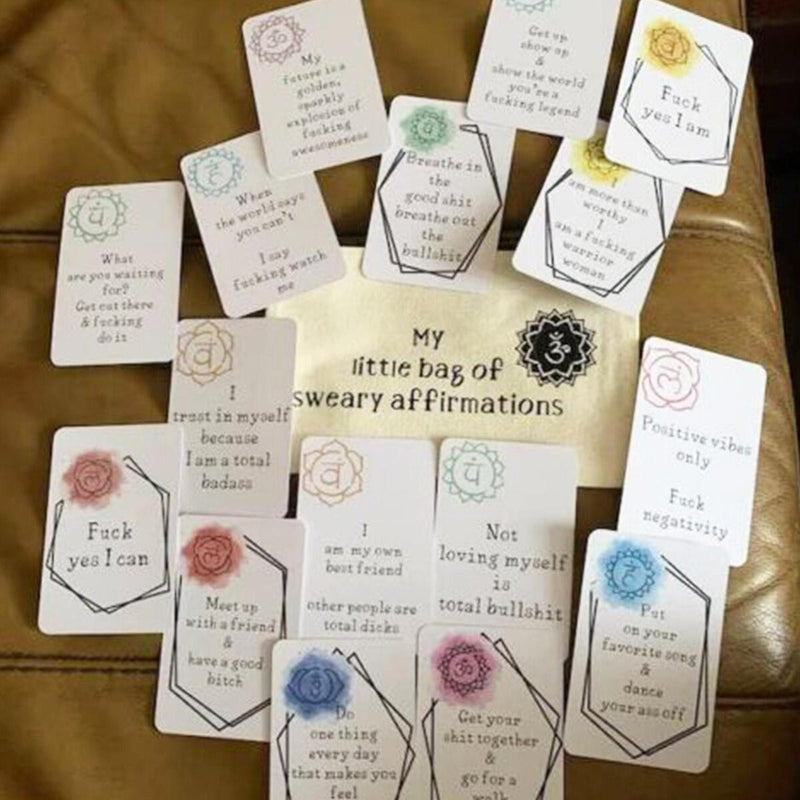 My
future is a
golden,
sparkly
explosion of
fucking
awesomeness
Get up
show up
&
show the world
you're a
fucking legend
Fuck
yes I am
When
the world says
you can't
I say
fucking watch
me
Breathe in
the
good shit
breathe out
the
bullshit
I
am more than
worthy
I
am a fucking
warrior
woman
What
are you waiting
for?
Get out there
& fucking
do it
My
little bag of
sweary affirmations
I
trust in myself
because
I am a total
badass
Positive vibes
only
Fuck
negativity
Fuck
yes I can
I
am my own
best friend
other people are
total dicks
Not
loving myself
is
total bullshit
Meet up
with a friend
&
have a good
bitch
Put
on your
favorite song
&
dance
your ass off
Do
one thing
every day
that makes you
feel
Get your
shit together
&
go for a
walk